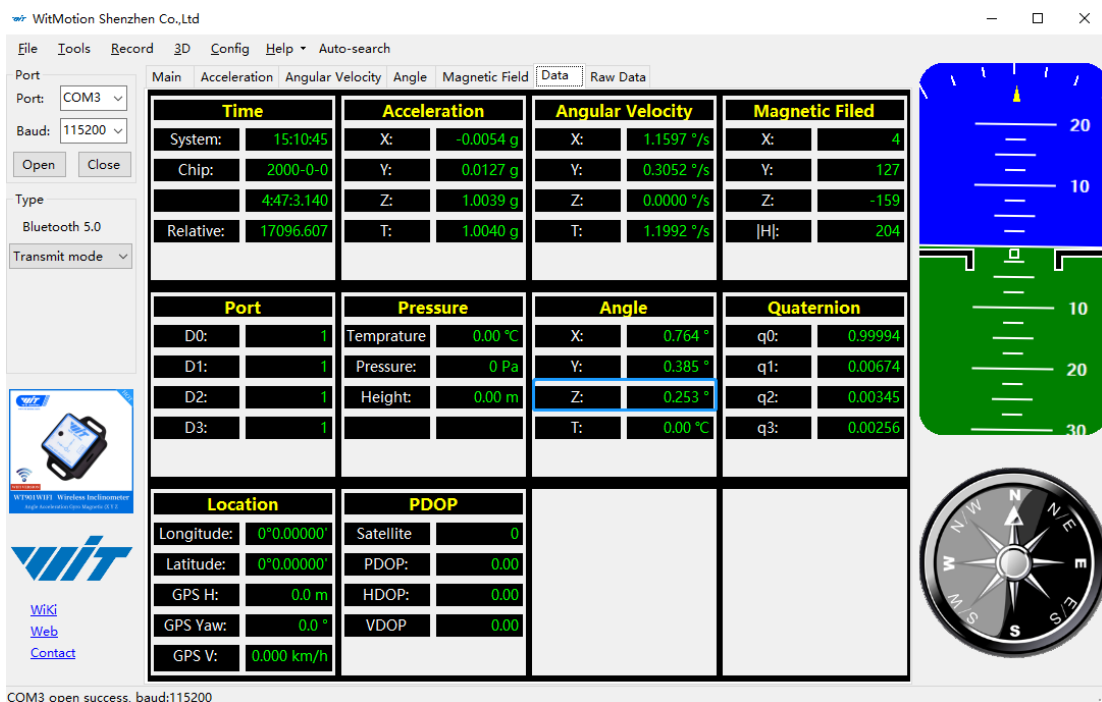 WitMotion Shenzhen Co.,Ltd
File Tools Record 3D Config Help Auto-search
Port
Port: COM3
Baud: 115200
Open Close
Type
Bluetooth 5.0
Transmit mode
WT901WIFI Wireless Inclinometer
WiT
WiKi
Web
Contact
Main Acceleration Angular Velocity Angle Magnetic Field Data Raw Data
Time
System: 15:10:45
Chip: 2000-0-0
4:47:3.140
Relative: 17096.607
Acceleration
X: -0.0054 g
Y: 0.0127 g
Z: 1.0039 g
T: 1.0040 g
Angular Velocity
X: 1.1597 °/s
Y: 0.3052 °/s
Z: 0.0000 °/s
T: 1.1992 °/s
Magnetic Filed
X: 4
Y: 127
Z: -159
|H|: 204
Port
D0: 1
D1: 1
D2: 1
D3: 1
Pressure
Temprature 0.00 °C
Pressure: 0 Pa
Height: 0.00 m
Angle
X: 0.764 °
Y: 0.385 °
Z: 0.253 °
T: 0.00 °C
Quaternion
q0: 0.99994
q1: 0.00674
q2: 0.00345
q3: 0.00256
Location
Longitude: 0°0.00000'
Latitude: 0°0.00000'
GPS H: 0.0 m
GPS Yaw: 0.0 °
GPS V: 0.000 km/h
PDOP
Satellite 0
PDOP: 0.00
HDOP: 0.00
VDOP 0.00
20
10
10
20
30
N
N/E
E
E/S
S
S/W
W
N/W
COM3 open success, baud:115200